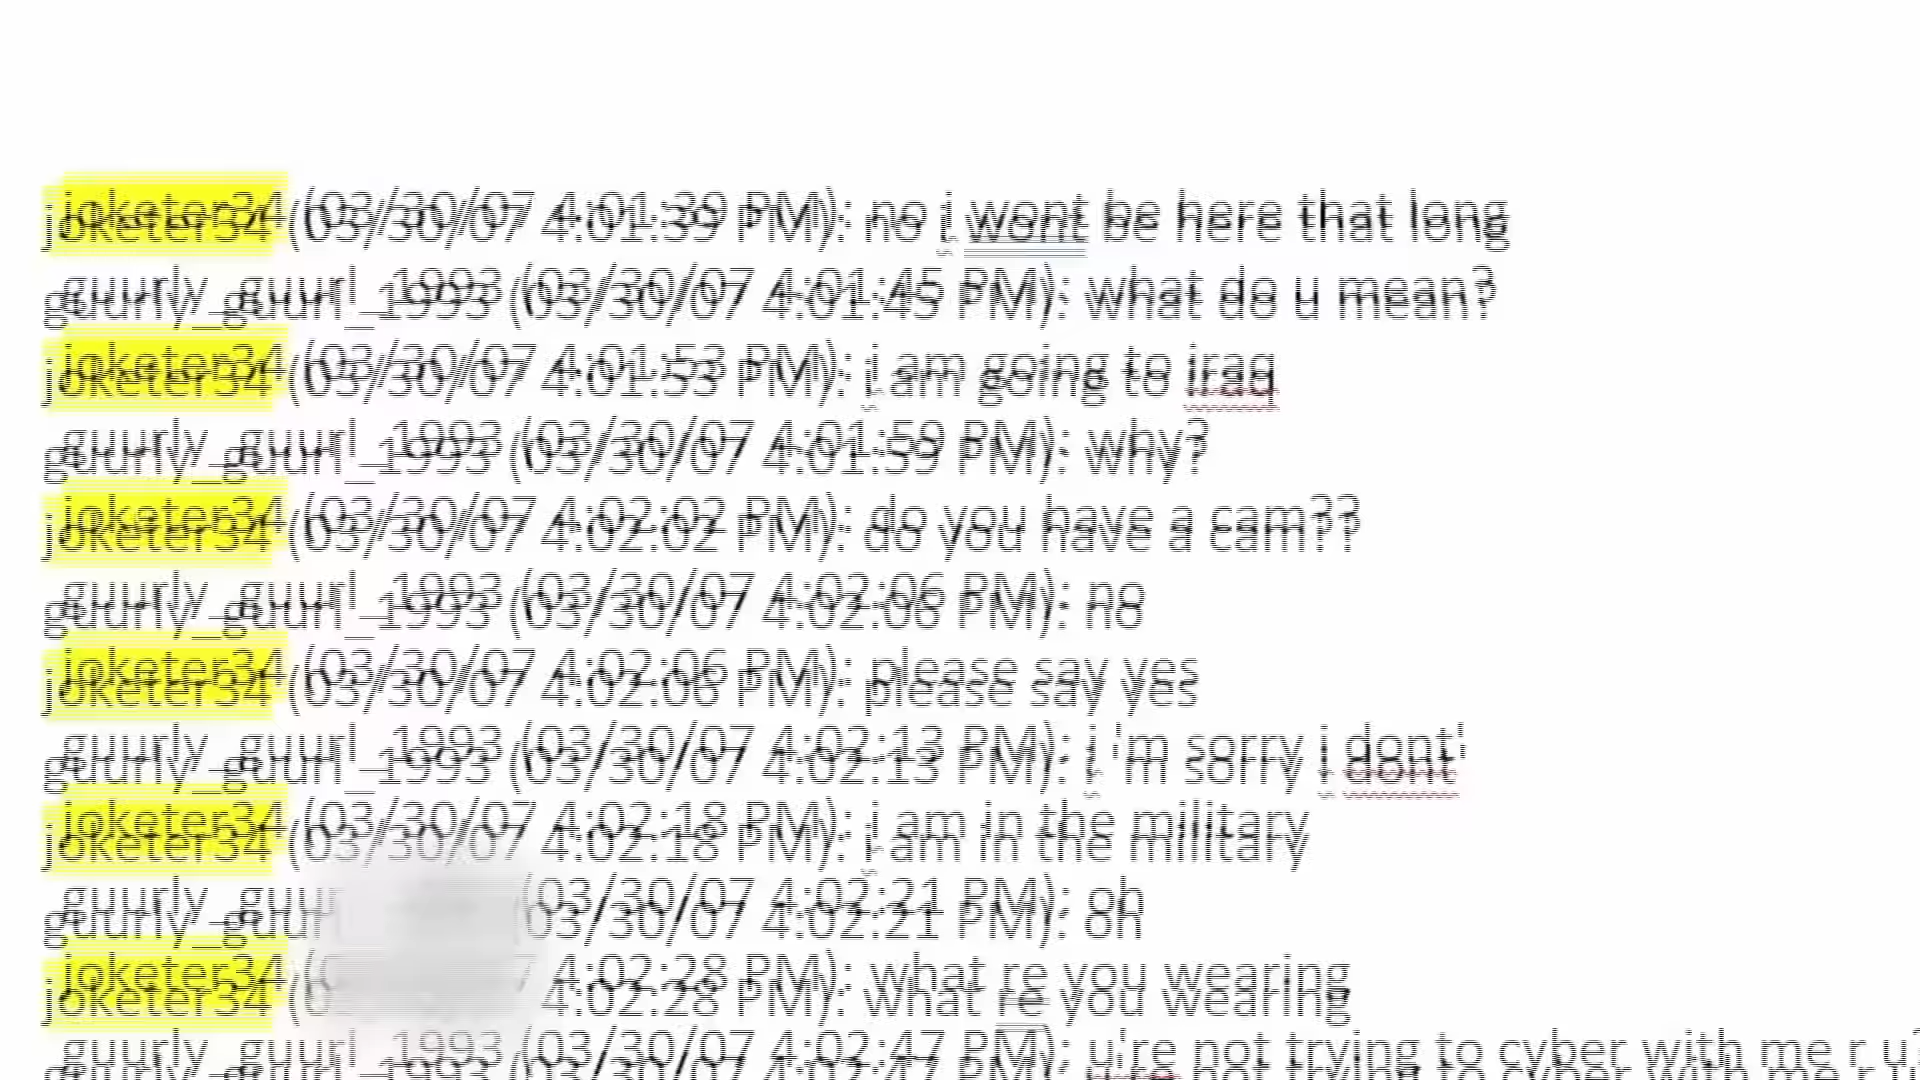 joketer34 (03/30/07 4:01:39 PM): no i wont be here that long
guurly_guurl_1993 (03/30/07 4:01:45 PM): what do u mean?
joketer34 (03/30/07 4:01:53 PM): i am going to iraq
guurly_guurl_1993 (03/30/07 4:01:59 PM): why?
joketer34 (03/30/07 4:02:02 PM): do you have a cam??
guurly_guurl_1993 (03/30/07 4:02:06 PM): no
joketer34 (03/30/07 4:02:06 PM): please say yes
guurly_guurl_1993 (03/30/07 4:02:13 PM): i 'm sorry i dont'
joketer34 (03/30/07 4:02:18 PM): i am in the military
guurly_guur (03/30/07 4:02:21 PM): oh
joketer34 ( 7 4:02:28 PM): what re you wearing
guurly_guurl_1993 (03/30/07 4:02:47 PM): u're not trying to cyber with me r u?